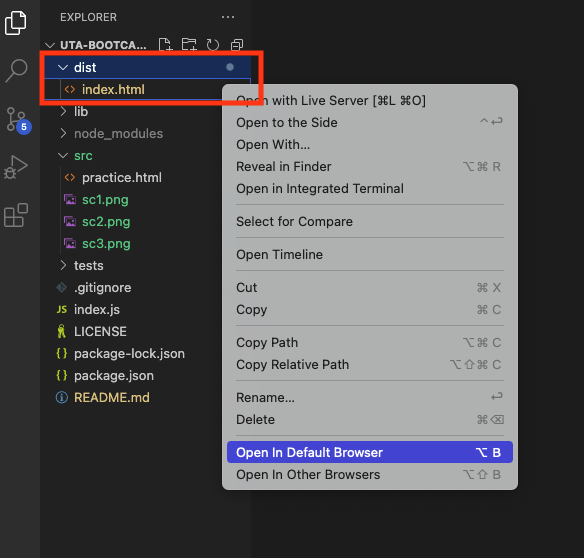 EXPLORER
UTA-BOOTCA...
dist
index.html
lib
node_modules
src
practice.html
sc1.png
sc2.png
sc3.png
tests
.gitignore
JS index.js
LICENSE
{} package-lock.json
{} package.json
README.md
5
Open with Live Server [⌘L ⌘O]
Open to the Side ^↩
Open With...
Reveal in Finder ⌥⌘ R
Open in Integrated Terminal
Select for Compare
Open Timeline
Cut ⌘ X
Copy ⌘ C
Copy Path ⌥⌘ C
Copy Relative Path ⌥⇧⌘ C
Rename... ↩
Delete ⌘⌫
Open In Default Browser ⌥ B
Open In Other Browsers ⌥⇧ B